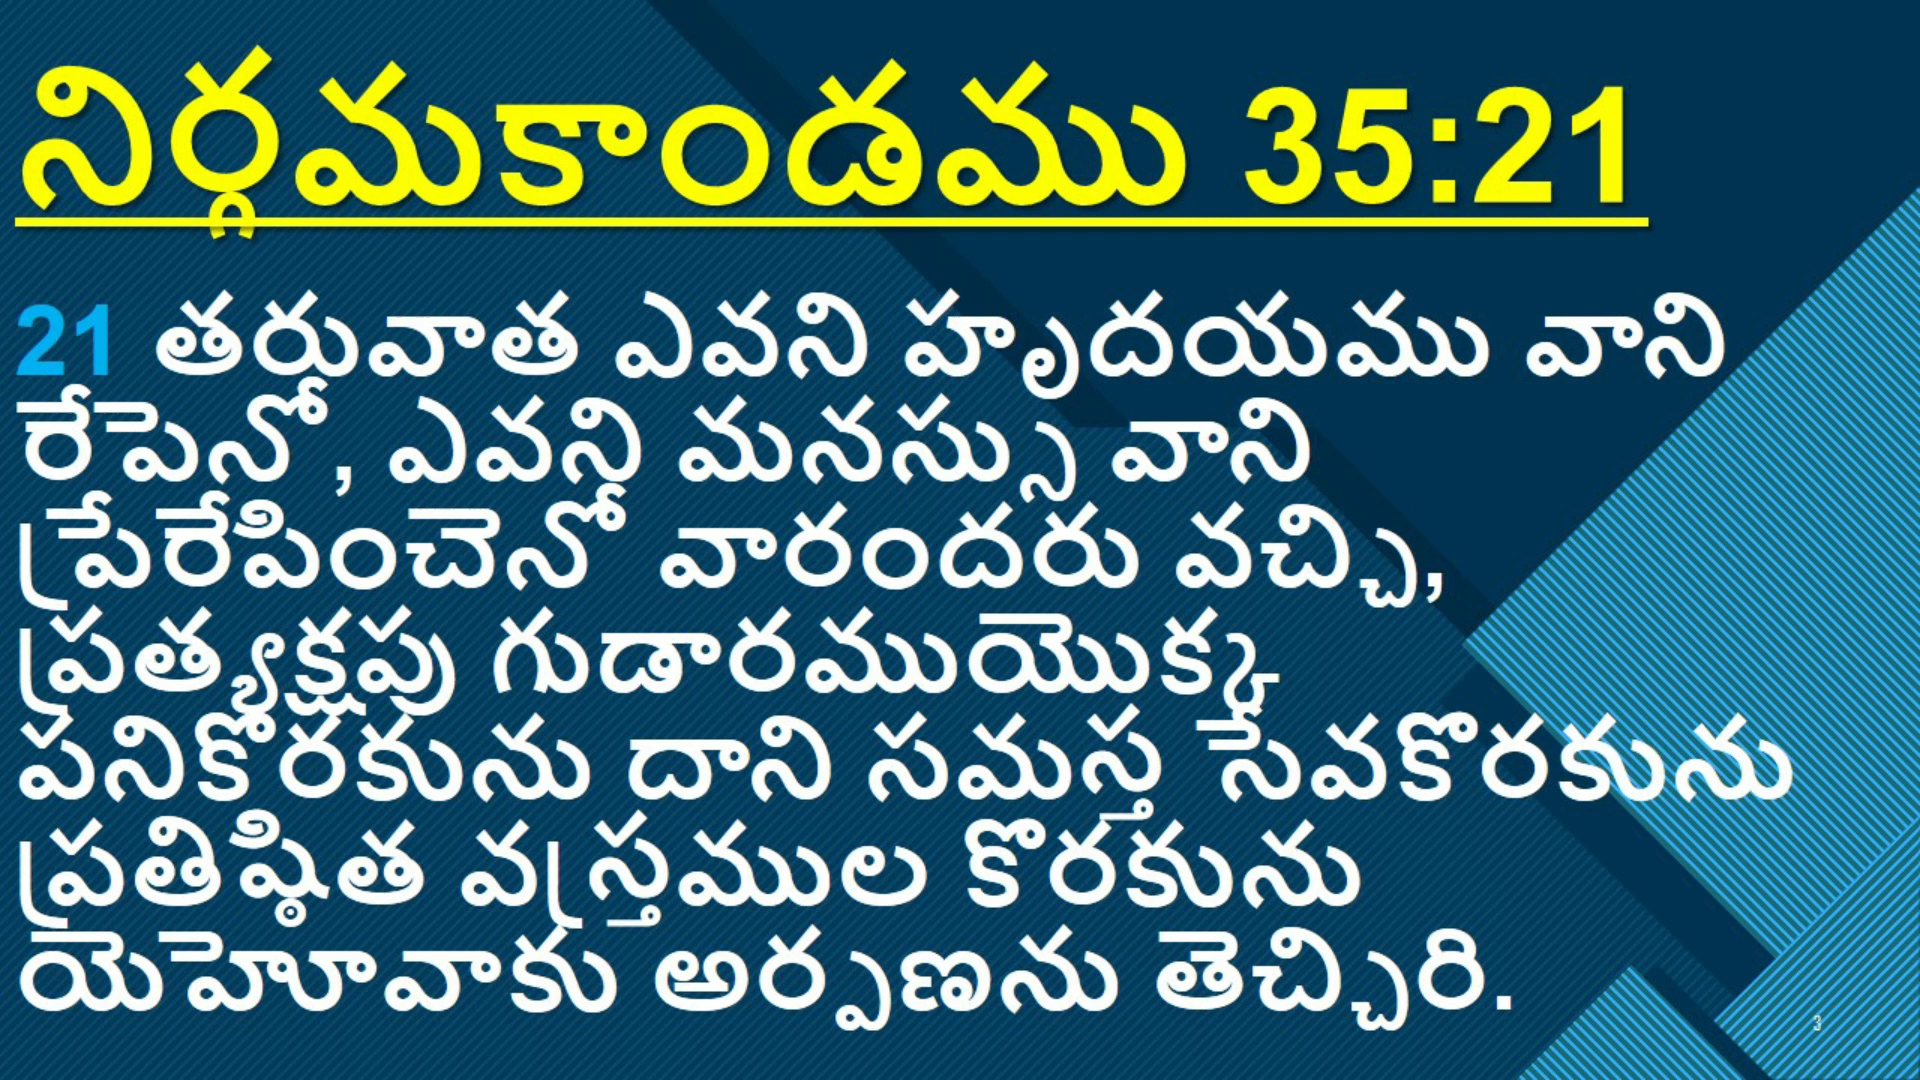 నిర్గమకాండము 35:21
21 తరువాత ఎవని హృదయము వాని
రేపెనో , ఎవని మనస్సు వాని
ప్రేరేపించెనో వారందరు వచ్చి,
ప్రత్యక్షపు గుడారముయొక్క
పనికొరకును దాని సమస్త సేవకొరకును
ప్రతిష్ఠిత వస్త్రముల కొరకును
యెహోవాకు అర్పణను తెచ్చిరి.
3